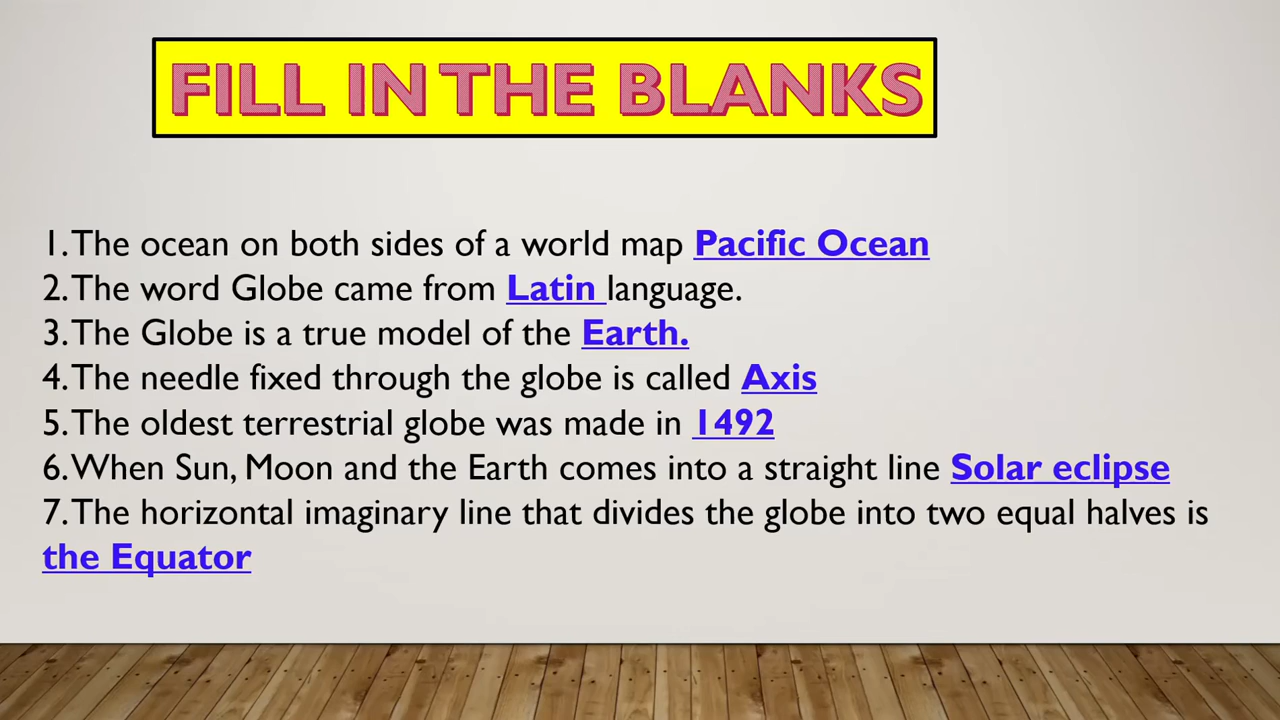 FILL IN THE BLANKS
1. The ocean on both sides of a world map Pacific Ocean
2. The word Globe came from Latin language.
3. The Globe is a true model of the Earth.
4. The needle fixed through the globe is called Axis
5. The oldest terrestrial globe was made in 1492
6. When Sun, Moon and the Earth comes into a straight line Solar eclipse
7. The horizontal imaginary line that divides the globe into two equal halves is
the Equator